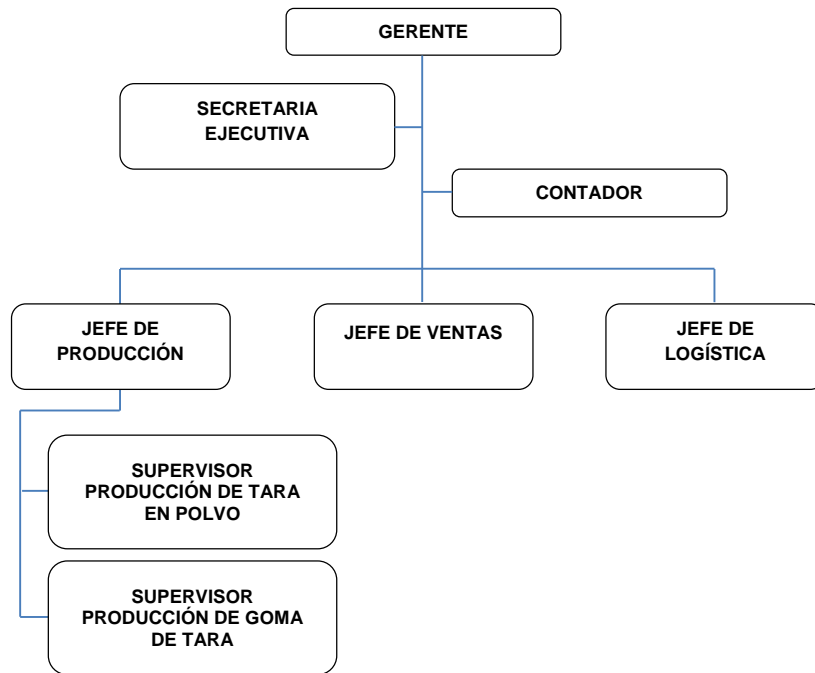 GERENTE
SECRETARIA
EJECUTIVA
CONTADOR
JEFE DE
PRODUCCIÓN
JEFE DE VENTAS
JEFE DE
LOGÍSTICA
SUPERVISOR
PRODUCCIÓN DE TARA
EN POLVO
SUPERVISOR
PRODUCCIÓN DE GOMA
DE TARA